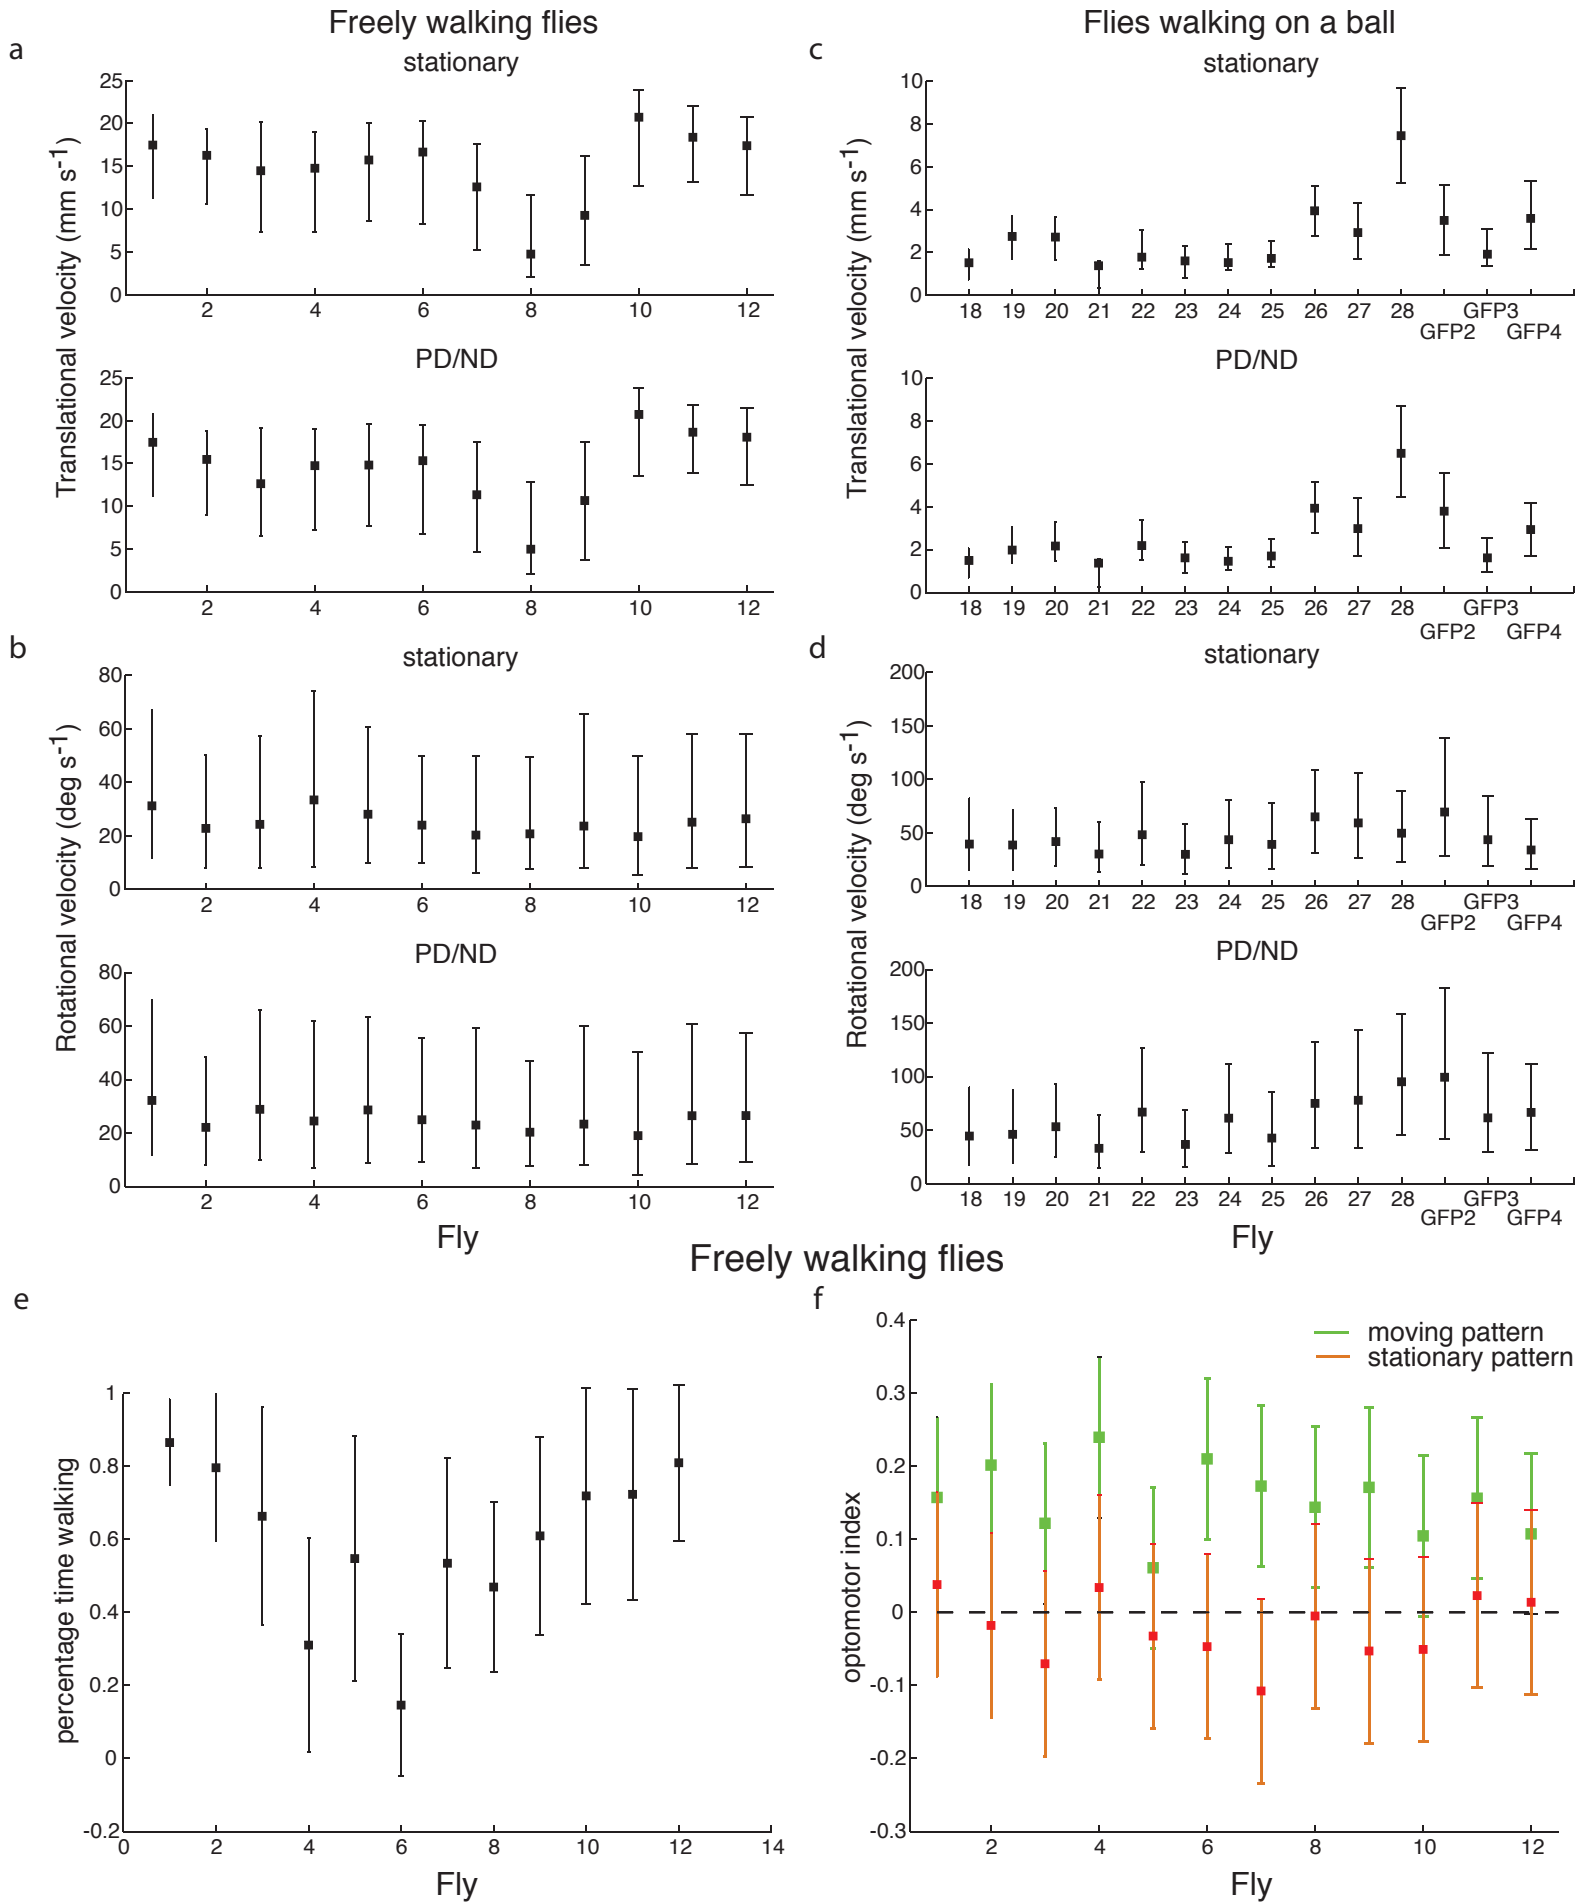 Freely walking flies
Flies walking on a ball
a
stationary
Translational velocity (mm s-1)
25
20
15
10
5
0
2 4 6 8 10 12
PD/ND
25
20
15
10
5
0
2 4 6 8 10 12
c
stationary
Translational velocity (mm s-1)
10
8
6
4
2
0
18 19 20 21 22 23 24 25 26 27 28 GFP3
GFP2 GFP4
PD/ND
10
8
6
4
2
0
18 19 20 21 22 23 24 25 26 27 28 GFP3
GFP2 GFP4
b
stationary
Rotational velocity (deg s-1)
80
60
40
20
0
2 4 6 8 10 12
PD/ND
80
60
40
20
0
2 4 6 8 10 12
Fly
d
stationary
Rotational velocity (deg s-1)
200
150
100
50
0
18 19 20 21 22 23 24 25 26 27 28 GFP3
GFP2 GFP4
PD/ND
200
150
100
50
0
18 19 20 21 22 23 24 25 26 27 28 GFP3
GFP2 GFP4
Fly
Freely walking flies
e
percentage time walking
1
0.8
0.6
0.4
0.2
0
-0.2
0 2 4 6 8 10 12 14
Fly
f
optomotor index
0.4
0.3
0.2
0.1
0
-0.1
-0.2
-0.3
moving pattern
stationary pattern
2 4 6 8 10 12
Fly